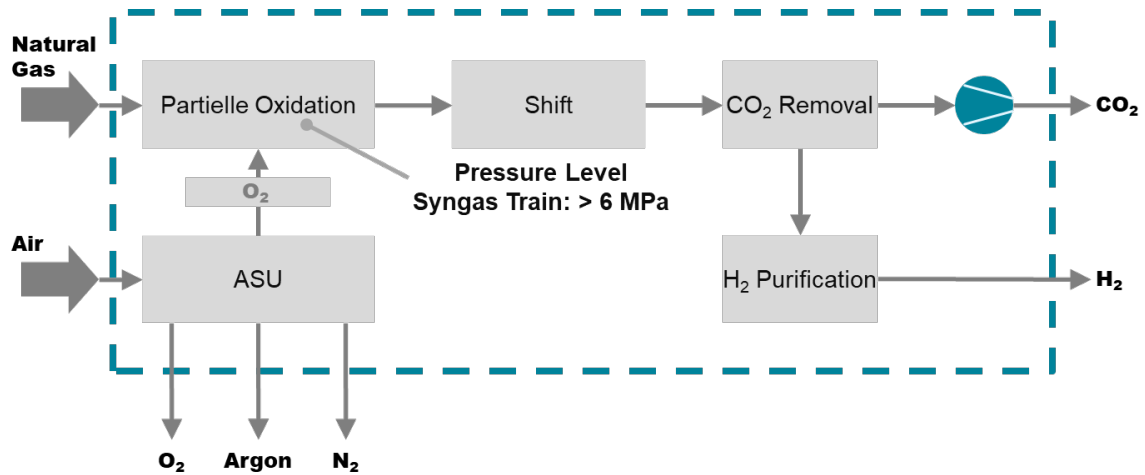 Natural
Gas
Partielle Oxidation
Shift
CO₂ Removal
CO₂
Pressure Level
Syngas Train: > 6 MPa
O₂
Air
ASU
H₂ Purification
H₂
O₂
Argon
N₂